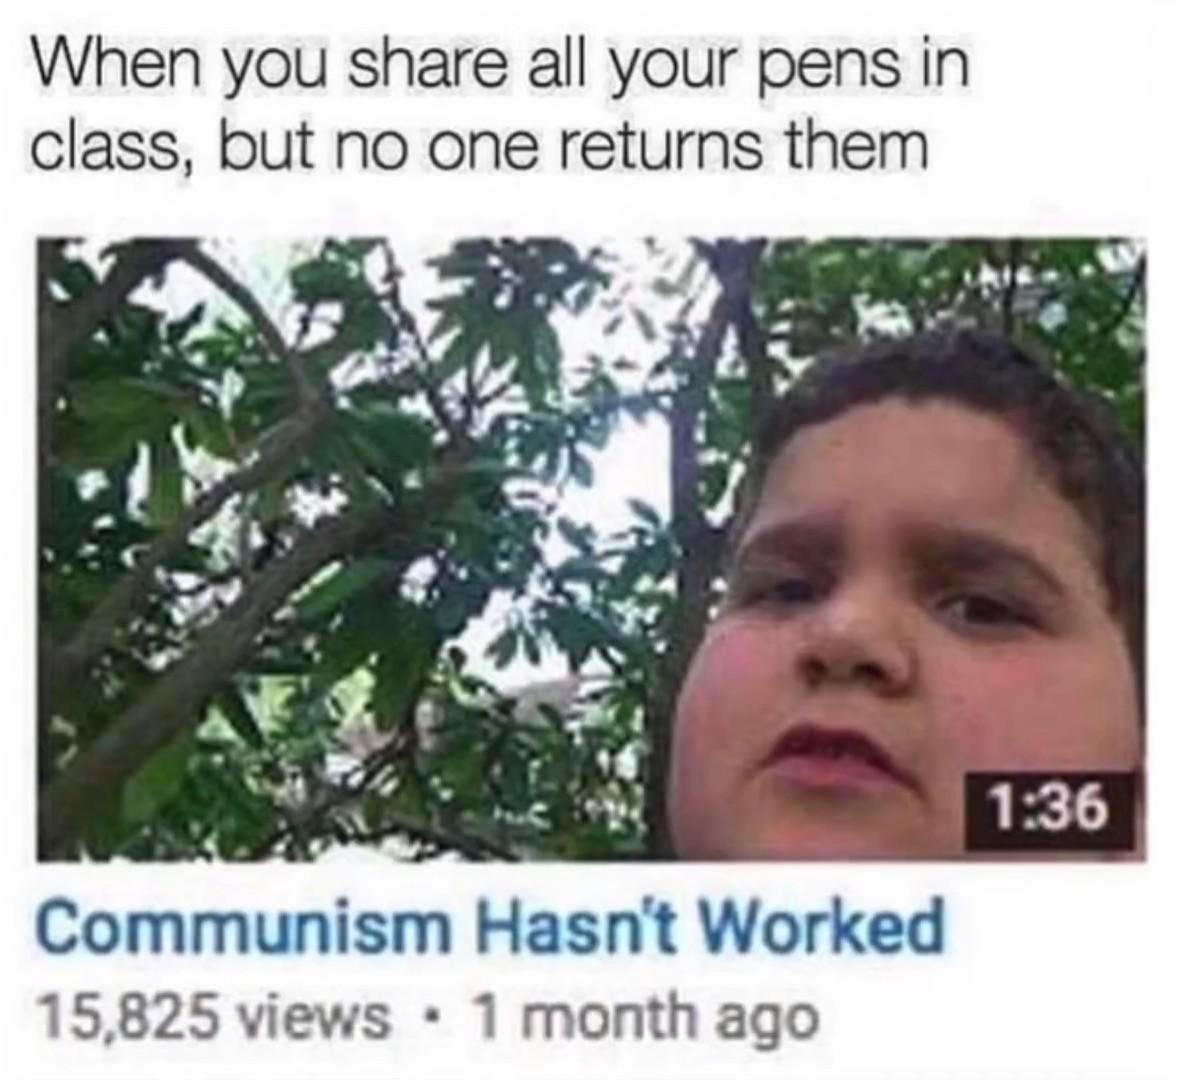 When you share all your pens in
class, but no one returns them
1:36
Communism Hasn't Worked
15,825 views • 1 month ago